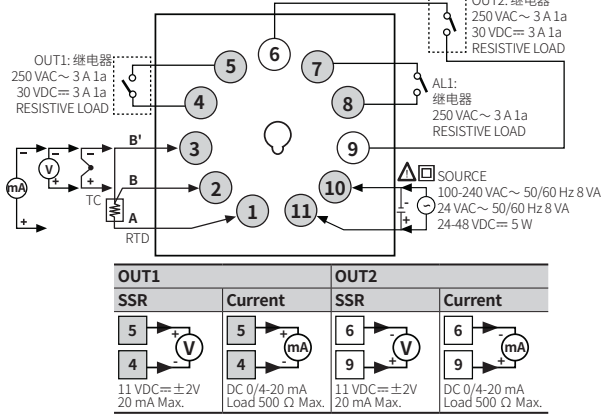 OUT2: 继电器
250 VAC～ 3 A 1a
30 VDC⎓ 3 A 1a
RESISTIVE LOAD
OUT1: 继电器
250 VAC～ 3 A 1a
30 VDC⎓ 3 A 1a
RESISTIVE LOAD
5
6
7
4
8
AL1:
继电器
250 VAC～ 3 A 1a
RESISTIVE LOAD
B'
3
9
mA
V
TC
B
2
10
SOURCE
100-240 VAC～ 50/60 Hz 8 VA
24 VAC～ 50/60 Hz 8 VA
24-48 VDC⎓ 5 W
A
1
11
RTD
OUT1 OUT2
SSR Current SSR Current
5 5 6 6
V mA V mA
4 4 9 9
11 VDC⎓ ±2V DC 0/4-20 mA 11 VDC⎓ ±2V DC 0/4-20 mA
20 mA Max. Load 500 Ω Max. 20 mA Max. Load 500 Ω Max.